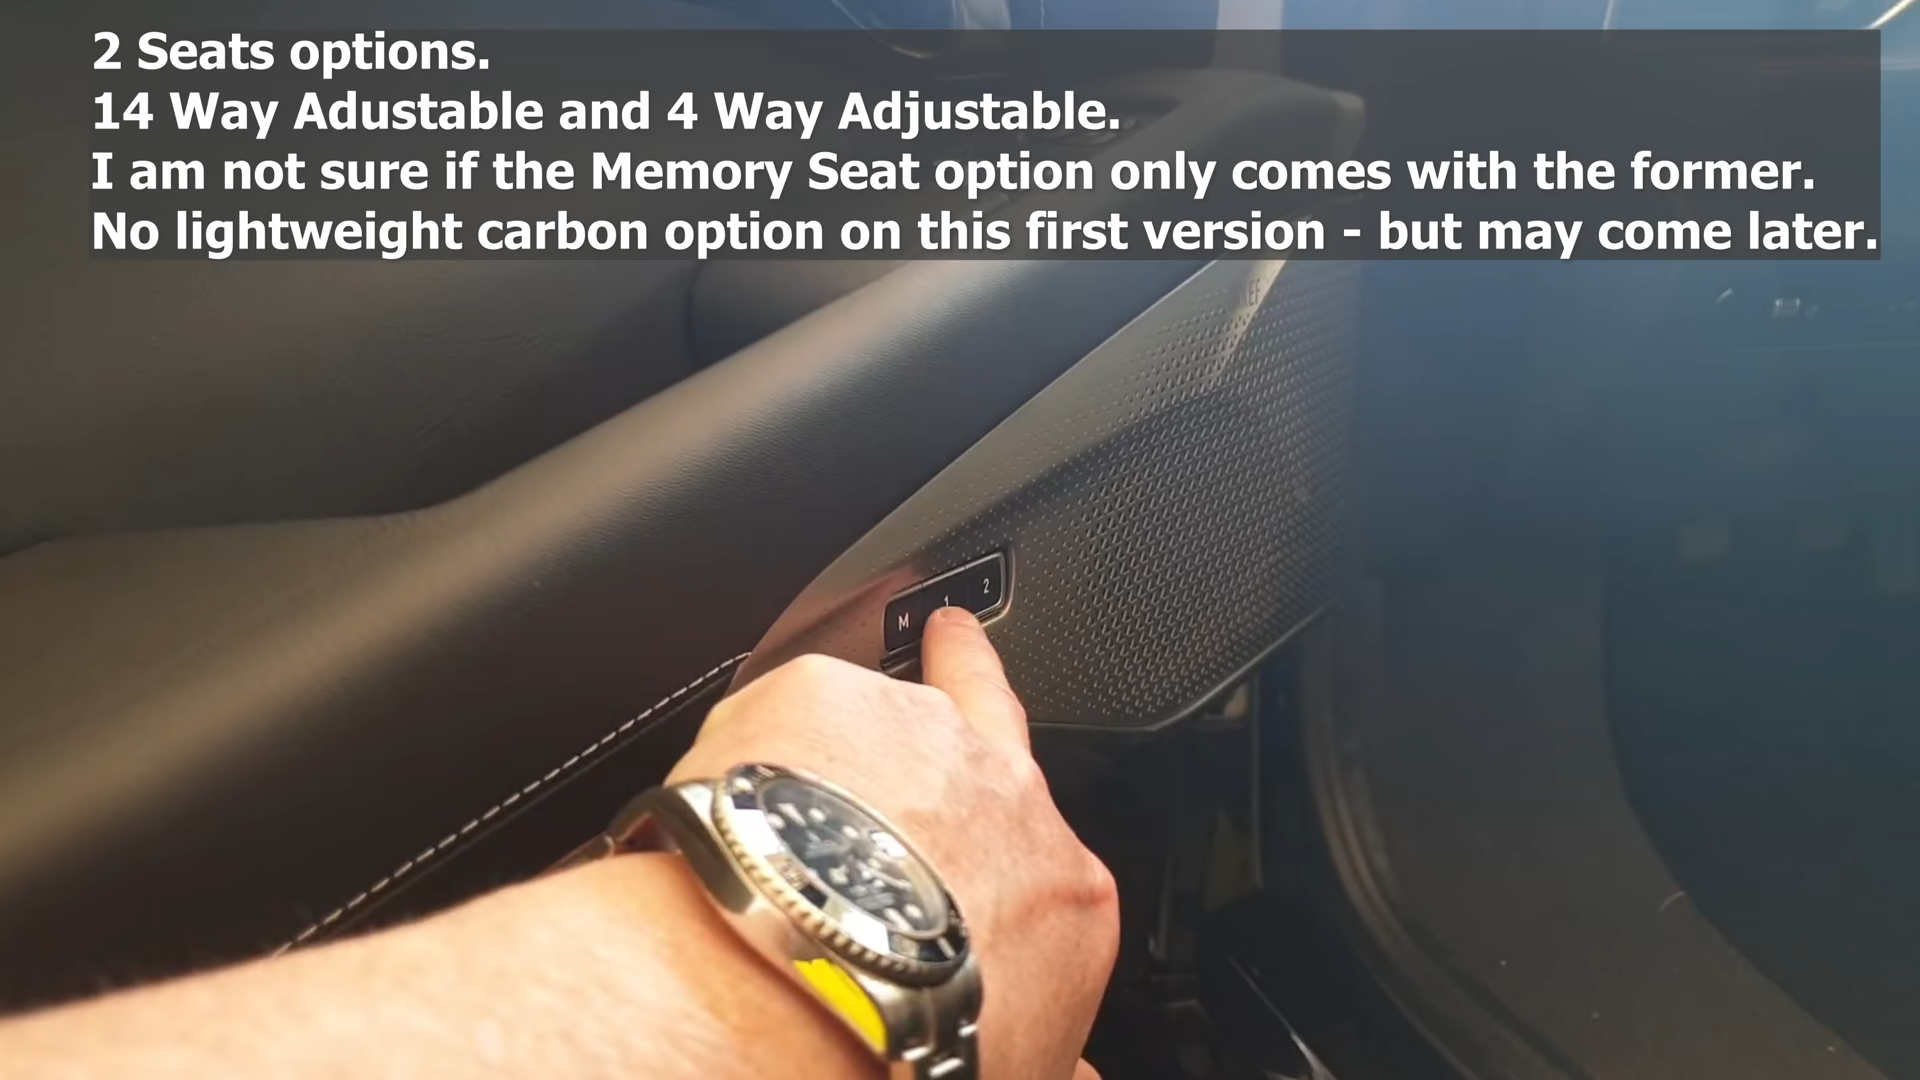 2 Seats options.
14 Way Adustable and 4 Way Adjustable.
I am not sure if the Memory Seat option only comes with the former.
No lightweight carbon option on this first version - but may come later.
KEF
M 1 2